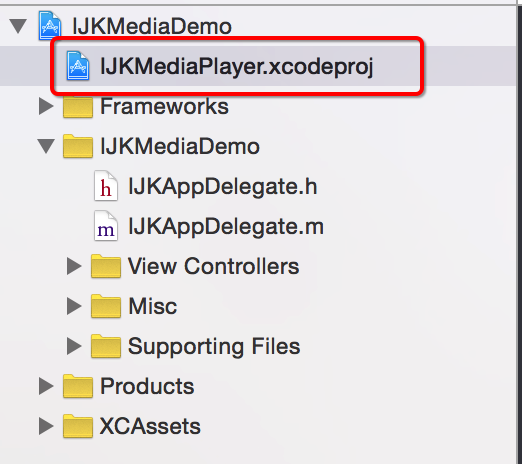 IJKMediaDemo
IJKMediaPlayer.xcodeproj
Frameworks
IJKMediaDemo
h IJKAppDelegate.h
m IJKAppDelegate.m
View Controllers
Misc
Supporting Files
Products
XCAssets